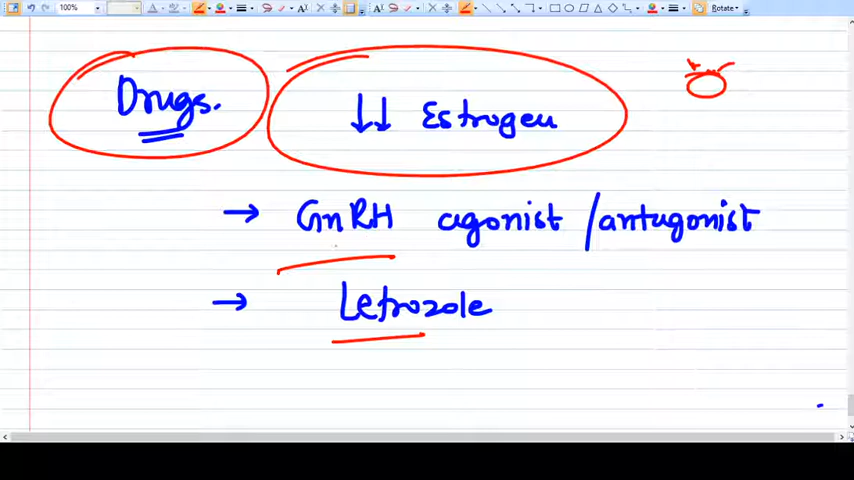 100%
Rotate
Drugs. ↓↓ Estrogen
→ GnRH agonist / antagonist
→ Letrozole